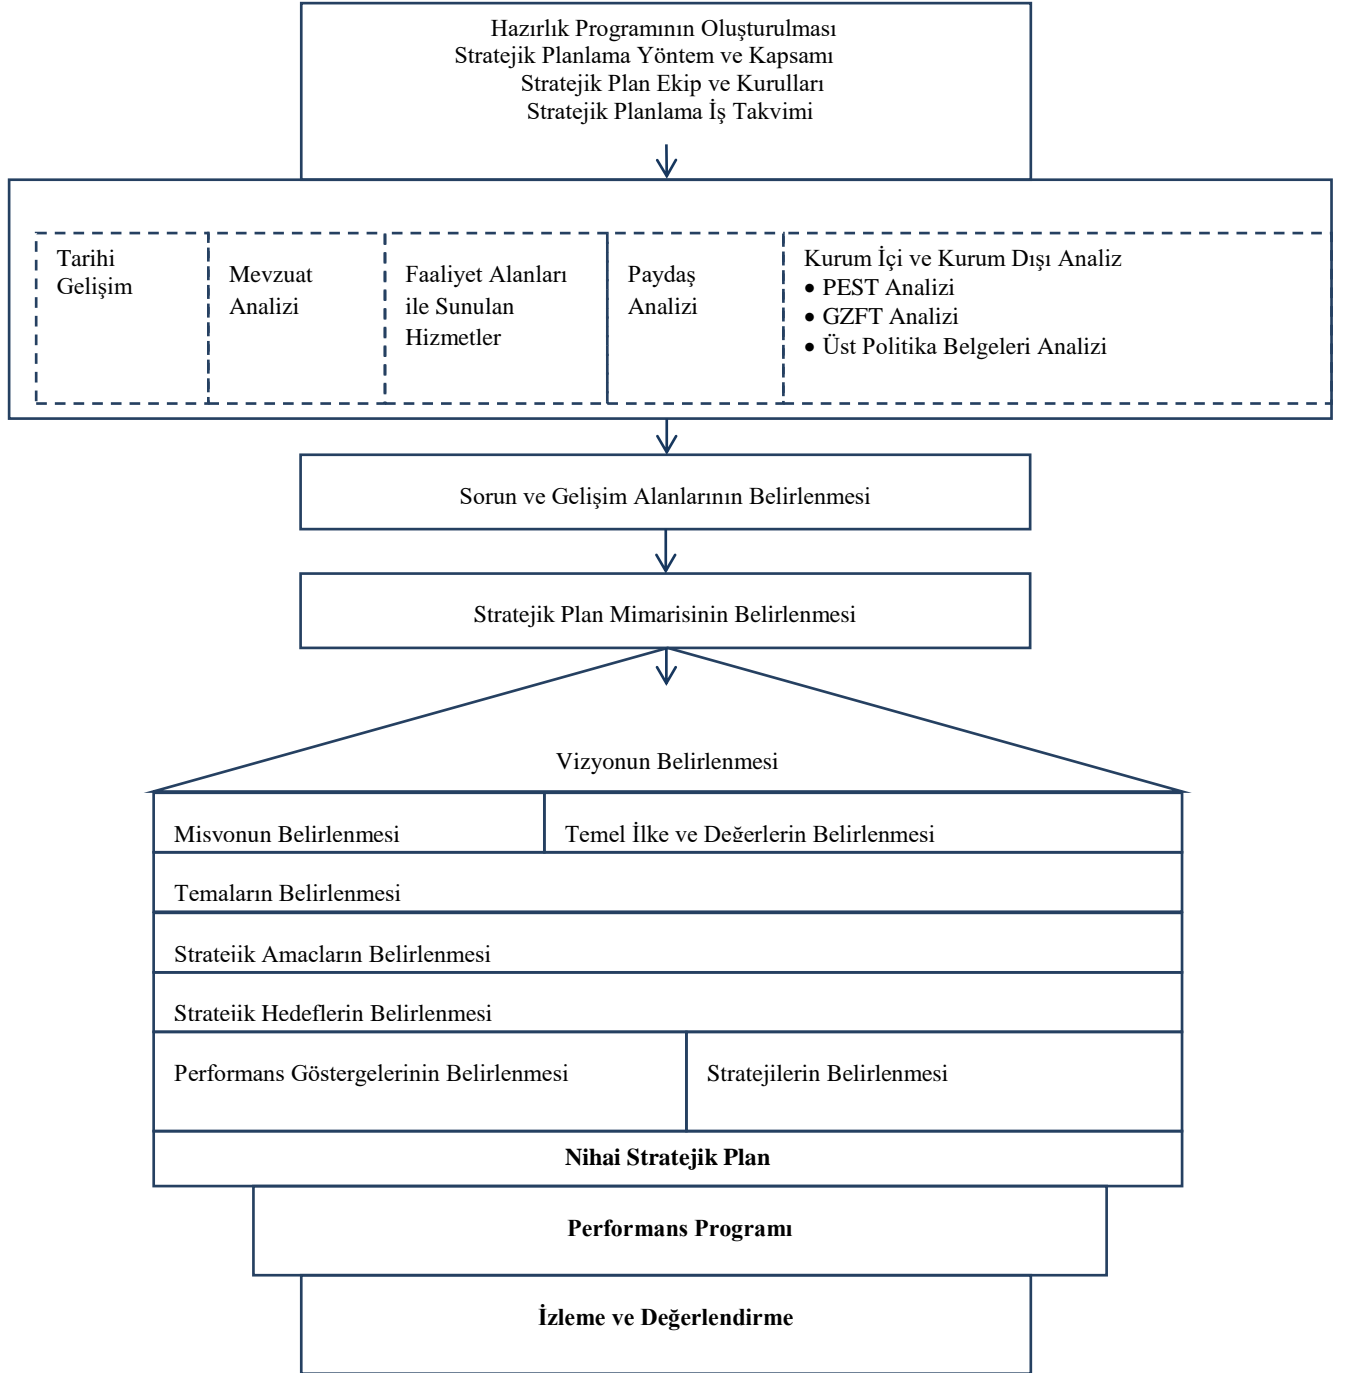 Hazırlık Programının Oluşturulması
Stratejik Planlama Yöntem ve Kapsamı
Stratejik Plan Ekip ve Kurulları
Stratejik Planlama İş Takvimi
Tarihi
Gelişim
Mevzuat
Analizi
Faaliyet Alanları
ile Sunulan
Hizmetler
Paydaş
Analizi
Kurum İçi ve Kurum Dışı Analiz
• PEST Analizi
• GZFT Analizi
• Üst Politika Belgeleri Analizi
Sorun ve Gelişim Alanlarının Belirlenmesi
Stratejik Plan Mimarisinin Belirlenmesi
Vizyonun Belirlenmesi
Misyonun Belirlenmesi
Temel İlke ve Değerlerin Belirlenmesi
Temaların Belirlenmesi
Stratejik Amaçların Belirlenmesi
Stratejik Hedeflerin Belirlenmesi
Performans Göstergelerinin Belirlenmesi
Stratejilerin Belirlenmesi
Nihai Stratejik Plan
Performans Programı
İzleme ve Değerlendirme